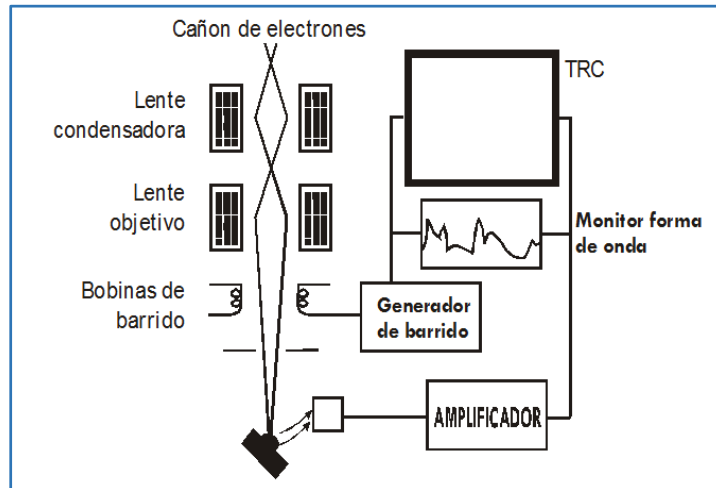 Cañon de electrones
TRC
Lente
condensadora
Lente
objetivo
Monitor forma
de onda
Bobinas de
barrido
Generador
de barrido
AMPLIFICADOR